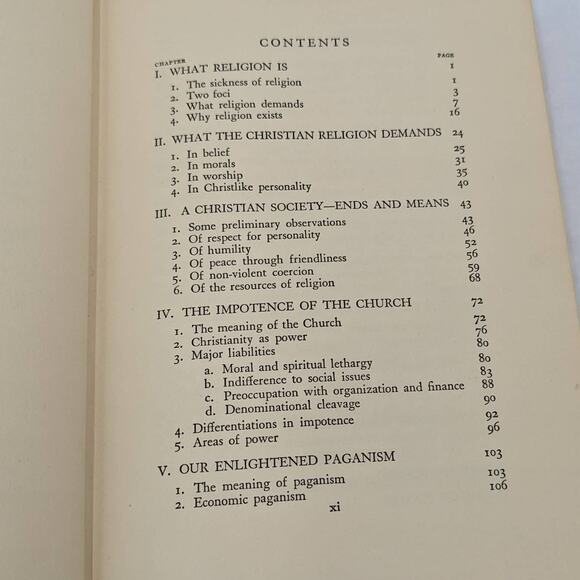 CONTENTS
CHAPTER PAGE
I. WHAT RELIGION IS 1
1. The sickness of religion 1
2. Two foci 3
3. What religion demands 7
4. Why religion exists 16
II. WHAT THE CHRISTIAN RELIGION DEMANDS 24
1. In belief 25
2. In morals 31
3. In worship 35
4. In Christlike personality 40
III. A CHRISTIAN SOCIETY—ENDS AND MEANS 43
1. Some preliminary observations 43
2. Of respect for personality 46
3. Of humility 52
4. Of peace through friendliness 56
5. Of non-violent coercion 59
6. Of the resources of religion 68
IV. THE IMPOTENCE OF THE CHURCH 72
1. The meaning of the Church 72
2. Christianity as power 76
3. Major liabilities 80
a. Moral and spiritual lethargy 80
b. Indifference to social issues 83
c. Preoccupation with organization and finance 88
d. Denominational cleavage 90
4. Differentiations in impotence 92
5. Areas of power 96
V. OUR ENLIGHTENED PAGANISM 103
1. The meaning of paganism 103
2. Economic paganism 106
xi